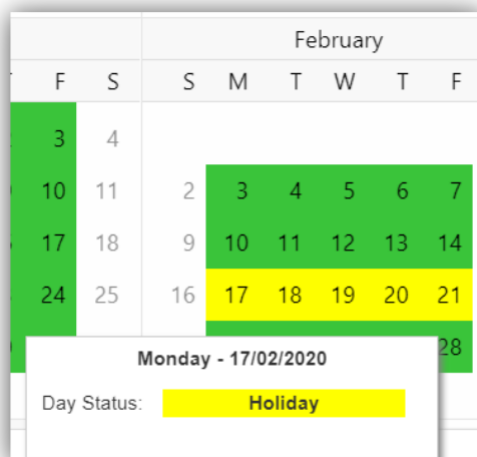 February
F S S M T W T F
3 4
10 11 2 3 4 5 6 7
17 18 9 10 11 12 13 14
24 25 16 17 18 19 20 21
28
Monday - 17/02/2020
Day Status: Holiday